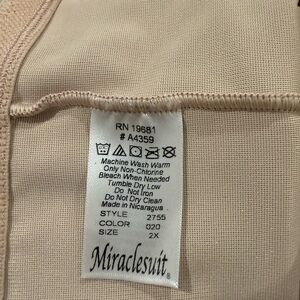 RN 19681
# A4359
Machine Wash Warm
Only Non-Chlorine
Bleach When Needed
Tumble Dry Low
Do Not Iron
Do Not Dry Clean
Made in Nicaragua
STYLE 2755
COLOR 020
SIZE 2X
Miraclesuit®